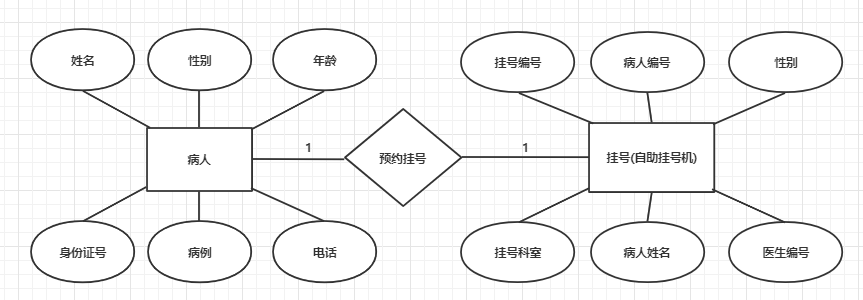 姓名
性别
年龄
挂号编号
病人编号
性别
病人
1
预约挂号
1
挂号(自助挂号机)
身份证号
病例
电话
挂号科室
病人姓名
医生编号